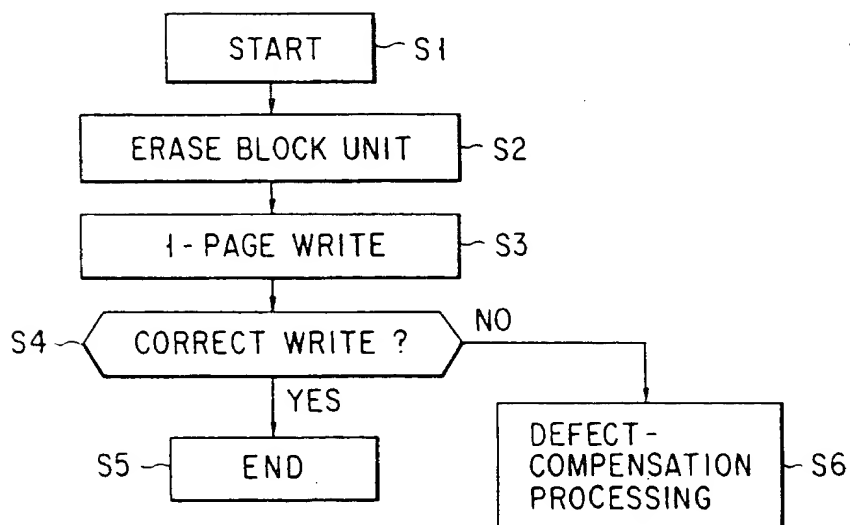 START S1
ERASE BLOCK UNIT S2
1-PAGE WRITE S3
S4 CORRECT WRITE ? NO
YES
S5 END
DEFECT-
COMPENSATION S6
PROCESSING